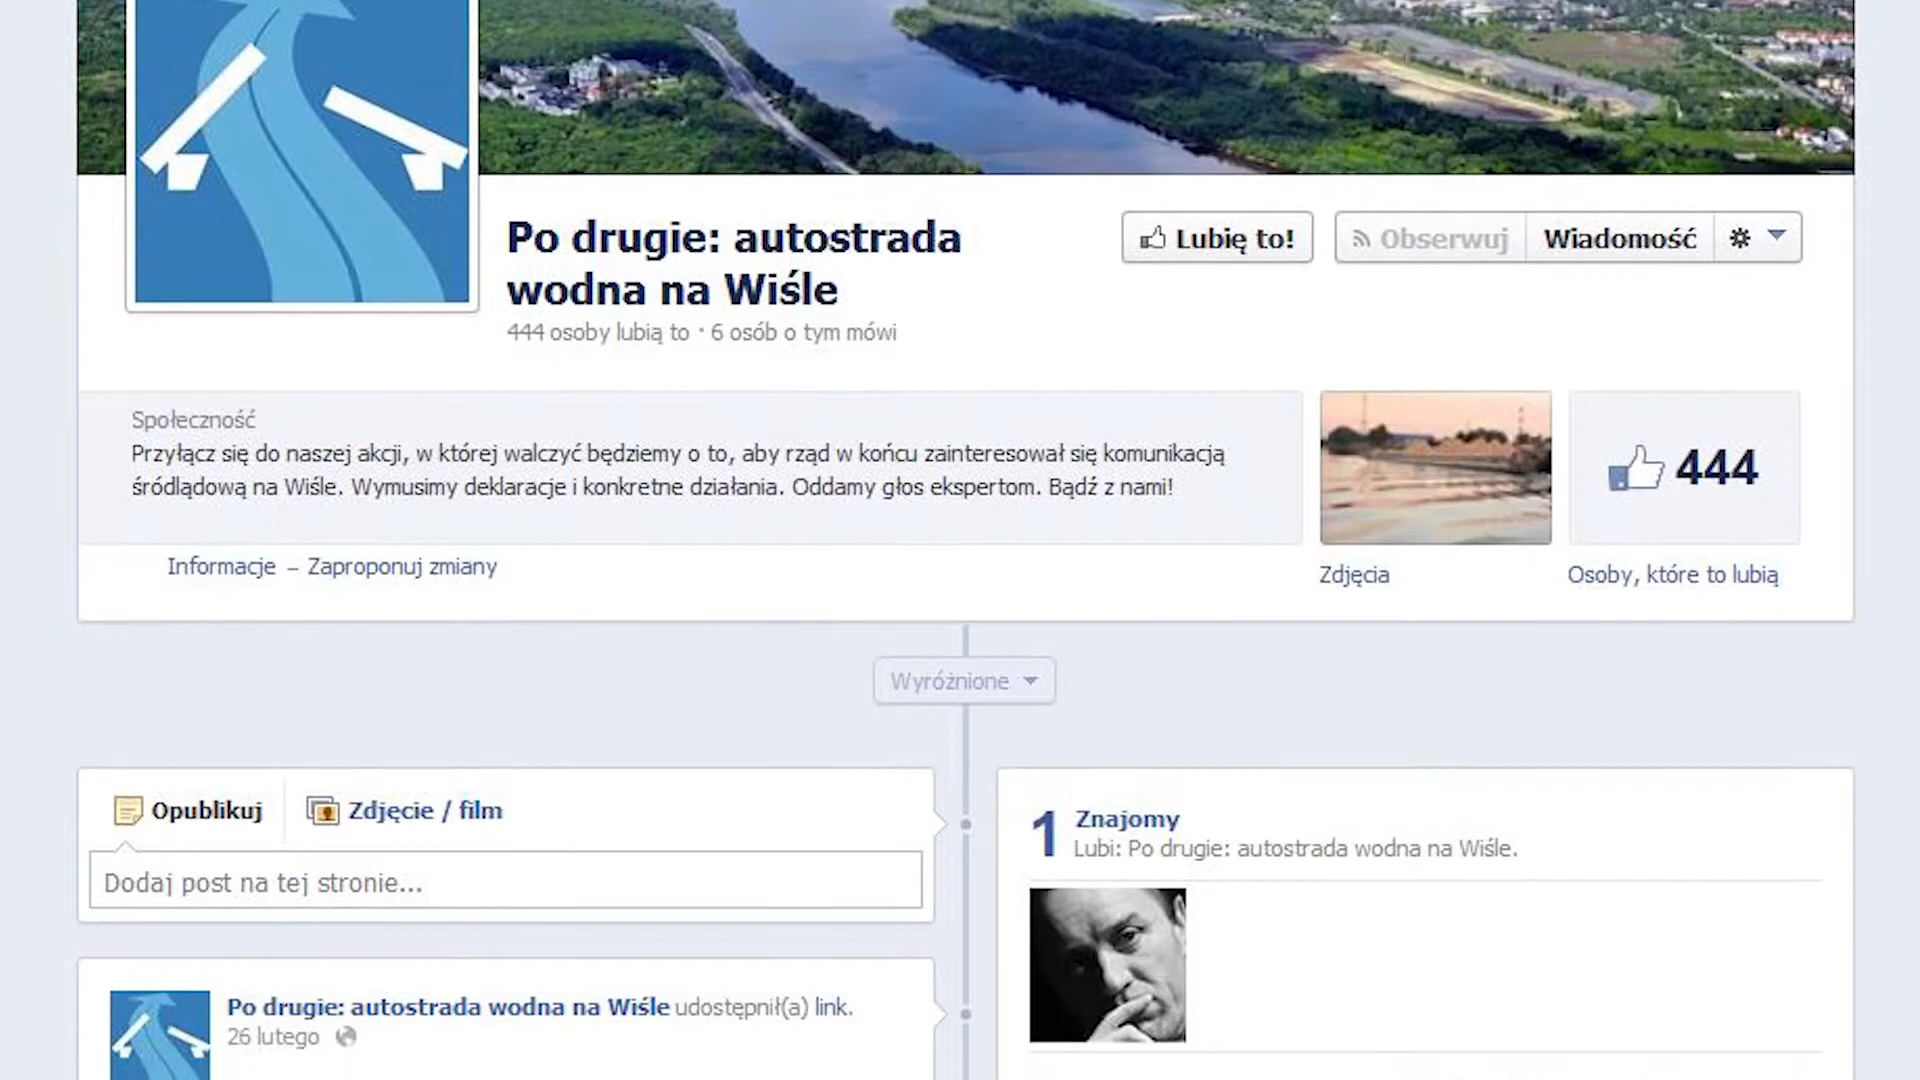 Po drugie: autostrada
wodna na Wiśle
444 osoby lubią to · 6 osób o tym mówi
Lubię to!
Obserwuj
Wiadomość
Społeczność
Przyłącz się do naszej akcji, w której walczyć będziemy o to, aby rząd w końcu zainteresował się komunikacją
śródlądową na Wiśle. Wymusimy deklaracje i konkretne działania. Oddamy głos ekspertom. Bądź z nami!
444
Informacje – Zaproponuj zmiany
Zdjęcia
Osoby, które to lubią
Wyróżnione
Opublikuj
Zdjęcie / film
Dodaj post na tej stronie...
1 Znajomy
Lubi: Po drugie: autostrada wodna na Wiśle.
Po drugie: autostrada wodna na Wiśle udostępnił(a) link.
26 lutego